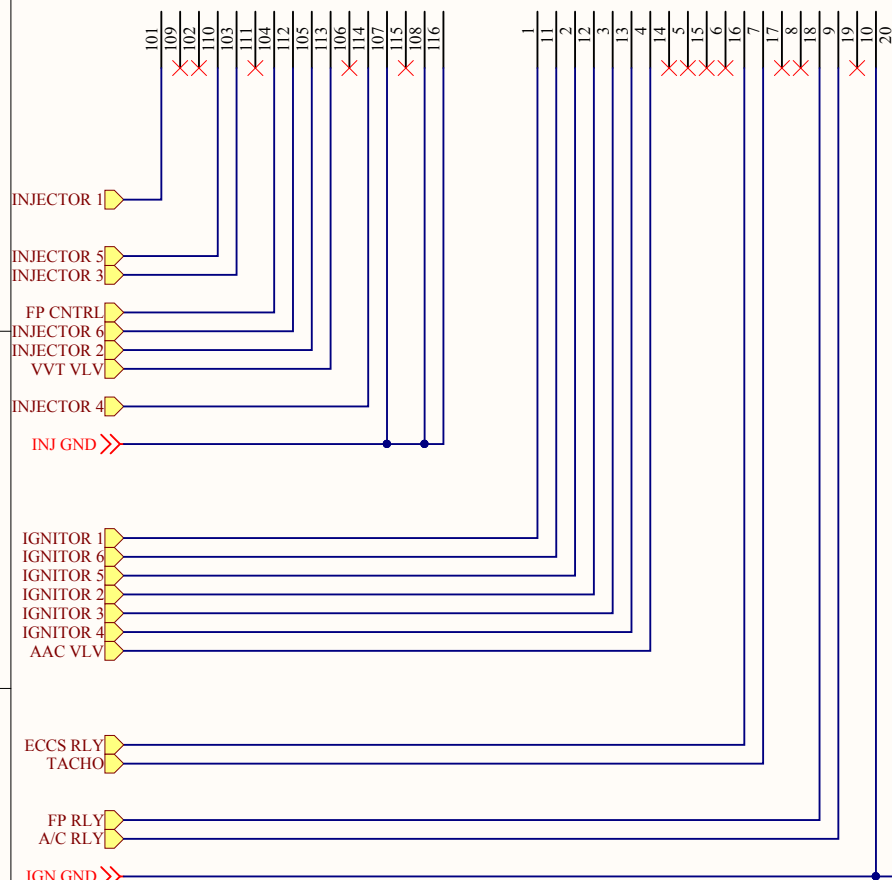 101
109
102
110
103
111
104
112
105
113
106
114
107
115
108
116
1
11
2
12
3
13
4
14
5
15
6
16
7
17
8
18
9
19
10
20
INJECTOR 1
INJECTOR 5
INJECTOR 3
FP CNTRL
INJECTOR 6
INJECTOR 2
VVT VLV
INJECTOR 4
INJ GND
IGNITOR 1
IGNITOR 6
IGNITOR 5
IGNITOR 2
IGNITOR 3
IGNITOR 4
AAC VLV
ECCS RLY
TACHO
FP RLY
A/C RLY
IGN GND